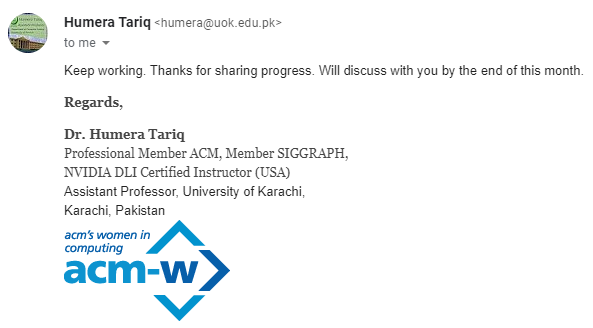 Humera Tariq <humera@uok.edu.pk>
to me
Keep working. Thanks for sharing progress. Will discuss with you by the end of this month.
Regards,
Dr. Humera Tariq
Professional Member ACM, Member SIGGRAPH,
NVIDIA DLI Certified Instructor (USA)
Assistant Professor, University of Karachi,
Karachi, Pakistan
acm's women in
computing
acm-w